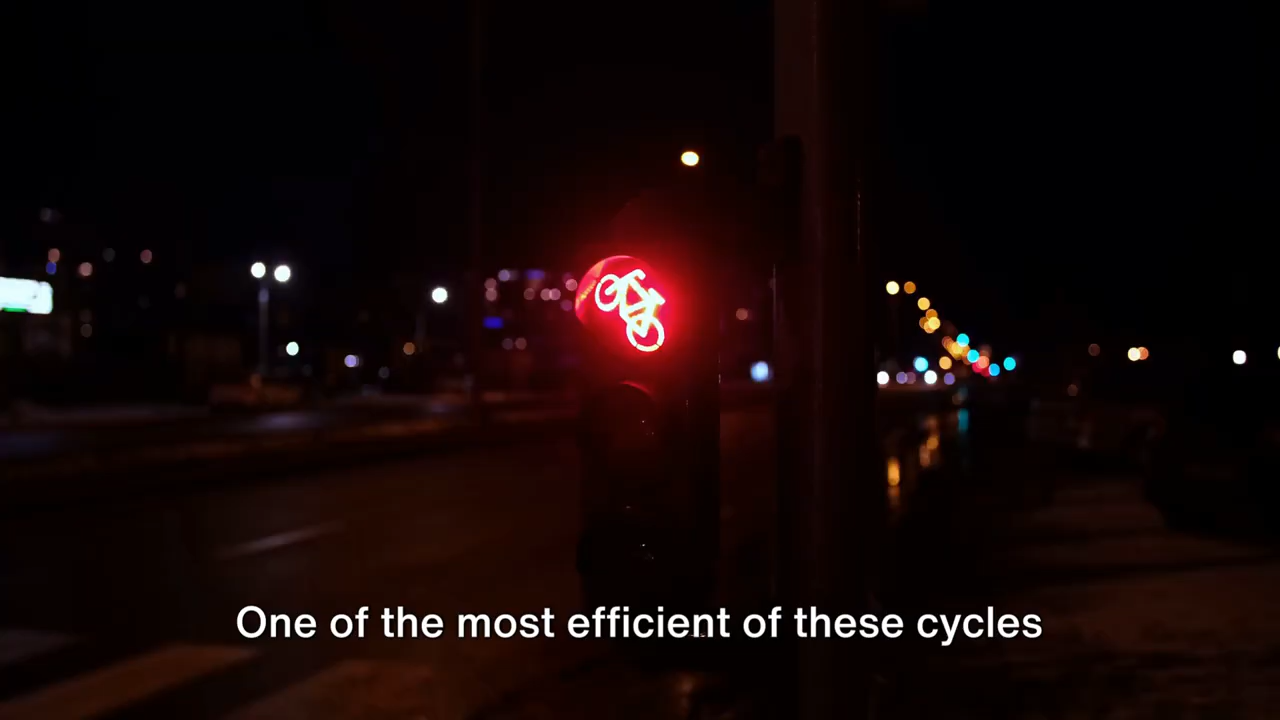 One of the most efficient of these cycles